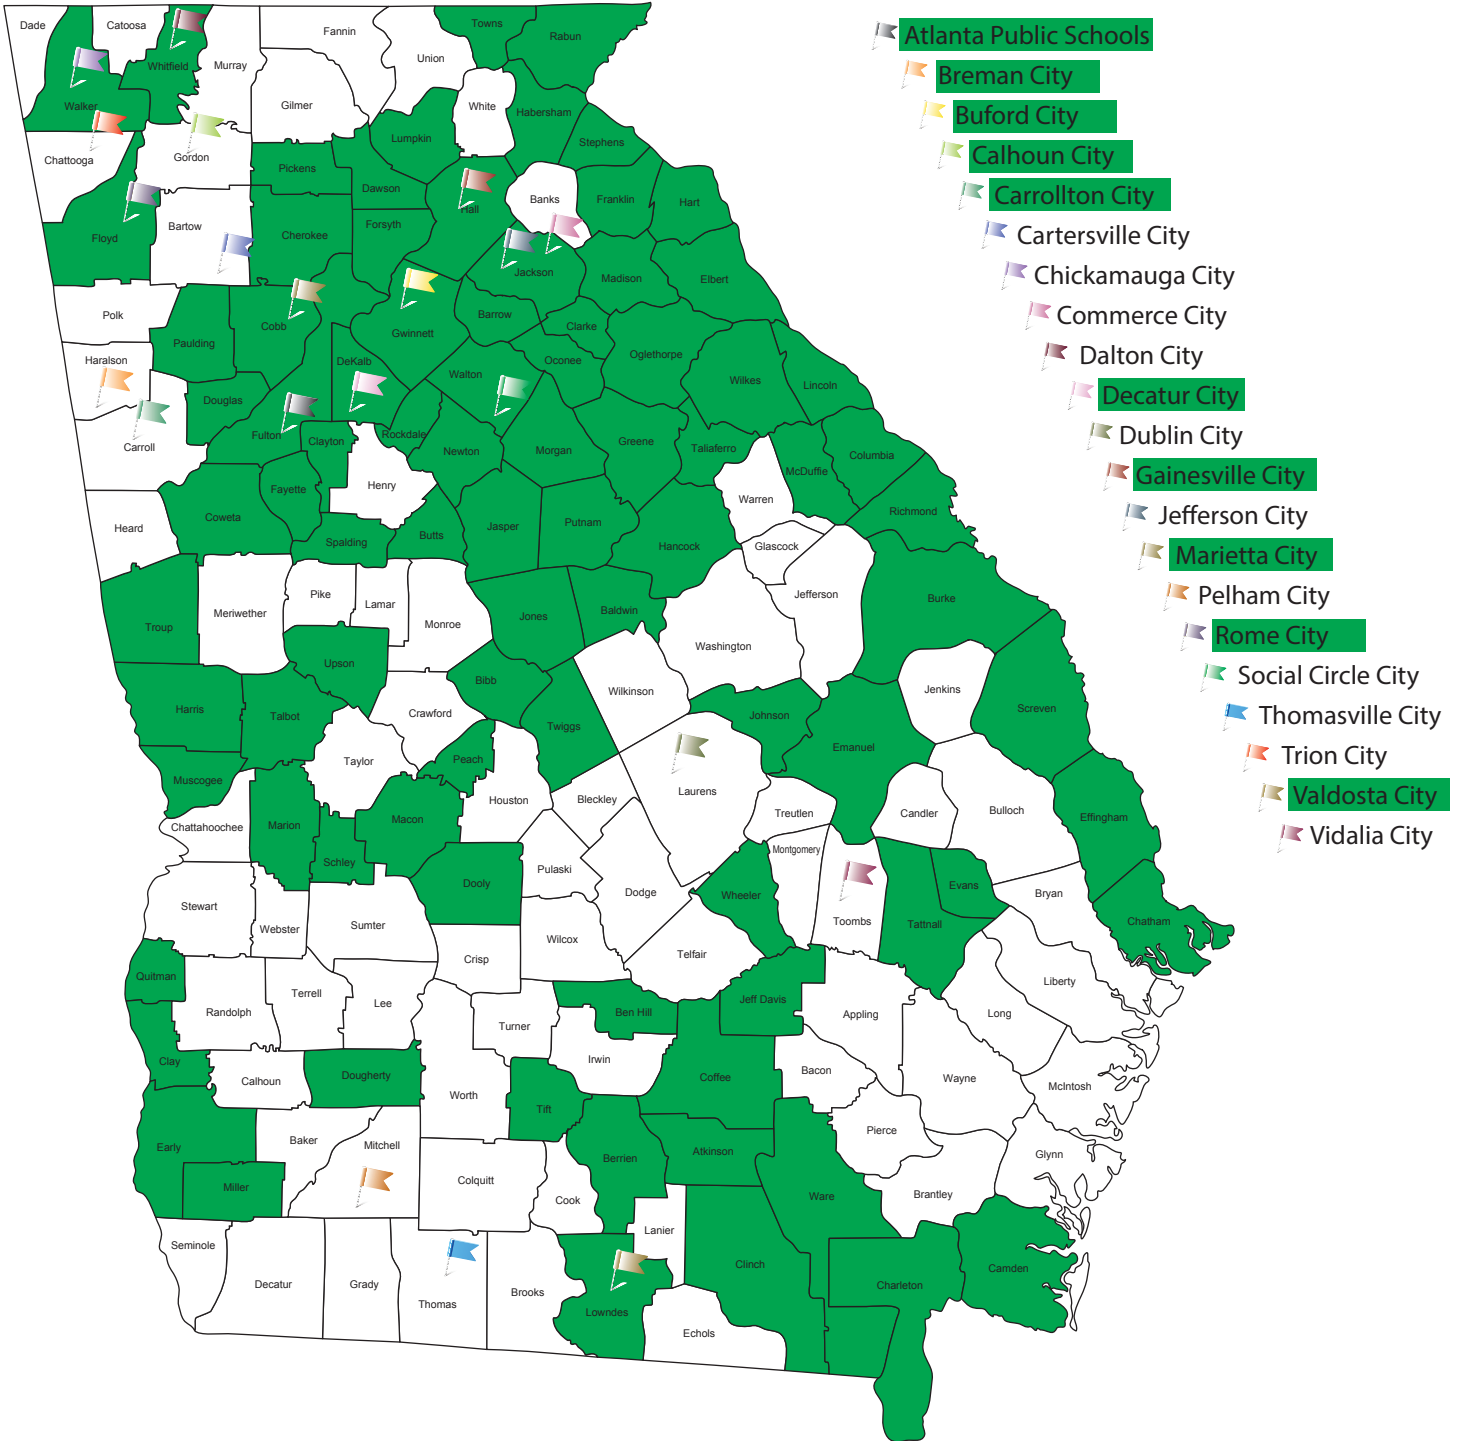 Dade
Catoosa
Fannin
Towns
Rabun
Union
Whitfield
Murray
Walker
Gilmer
White
Habersham
Lumpkin
Stephens
Chattooga
Gordon
Pickens
Dawson
Hall
Banks
Franklin
Hart
Floyd
Bartow
Cherokee
Forsyth
Jackson
Madison
Elbert
Polk
Cobb
Gwinnett
Barrow
Clarke
Paulding
Haralson
DeKalb
Walton
Oconee
Oglethorpe
Wilkes
Lincoln
Douglas
Fulton
Clayton
Rockdale
Newton
Morgan
Greene
Taliaferro
McDuffie
Columbia
Carroll
Henry
Fayette
Coweta
Heard
Spalding
Butts
Jasper
Putnam
Hancock
Warren
Glascock
Richmond
Troup
Meriwether
Pike
Lamar
Monroe
Jones
Baldwin
Washington
Jefferson
Burke
Upson
Bibb
Wilkinson
Jenkins
Screven
Harris
Talbot
Crawford
Twiggs
Johnson
Emanuel
Muscogee
Taylor
Peach
Houston
Bleckley
Laurens
Treutlen
Candler
Bulloch
Effingham
Chattahoochee
Marion
Schley
Macon
Pulaski
Montgomery
Dooly
Dodge
Wheeler
Toombs
Tattnall
Evans
Bryan
Chatham
Stewart
Webster
Sumter
Crisp
Wilcox
Telfair
Quitman
Randolph
Terrell
Lee
Turner
Ben Hill
Jeff Davis
Appling
Long
Liberty
Clay
Calhoun
Dougherty
Worth
Irwin
Coffee
Bacon
Wayne
McIntosh
Early
Baker
Mitchell
Tift
Berrien
Atkinson
Pierce
Glynn
Miller
Colquitt
Cook
Ware
Brantley
Seminole
Decatur
Grady
Thomas
Brooks
Lanier
Lowndes
Clinch
Echols
Charleton
Camden
Atlanta Public Schools
Breman City
Buford City
Calhoun City
Carrollton City
Cartersville City
Chickamauga City
Commerce City
Dalton City
Decatur City
Dublin City
Gainesville City
Jefferson City
Marietta City
Pelham City
Rome City
Social Circle City
Thomasville City
Trion City
Valdosta City
Vidalia City